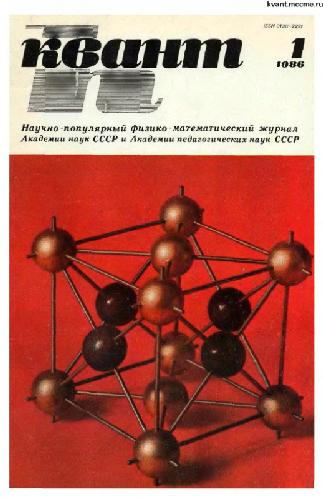 kvant.mccme.ru
квант
1
1986
Научно-популярный физико-математический журнал
Академии наук СССР и Академии педагогических наук СССР